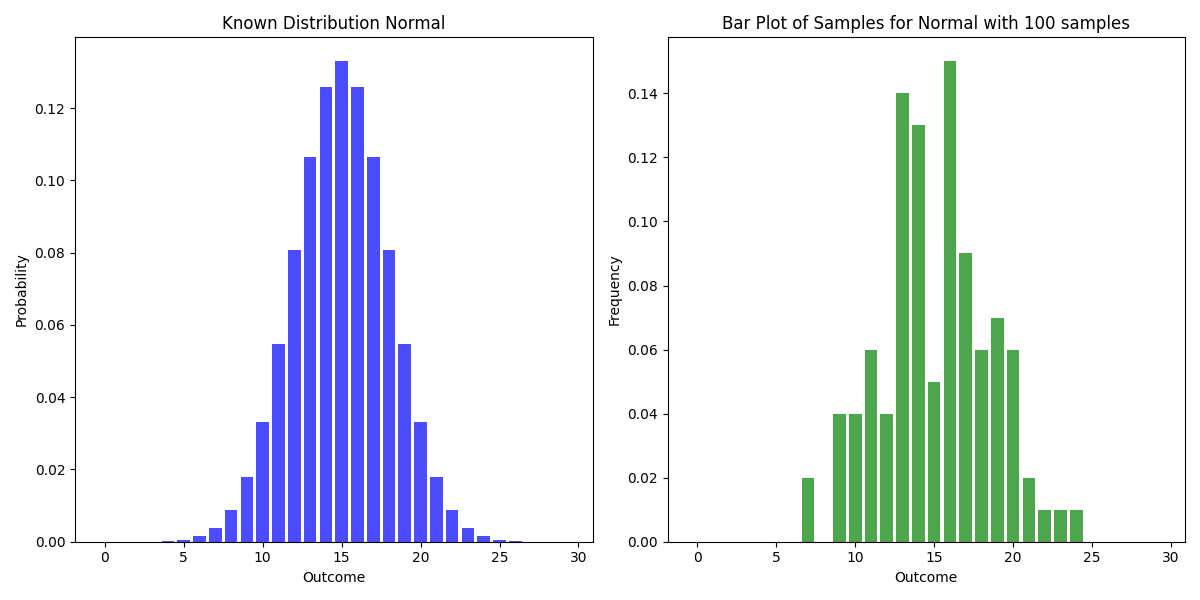 Known Distribution Normal
Probability
0.12
0.10
0.08
0.06
0.04
0.02
0.00
0 5 10 15 20 25 30
Outcome
Bar Plot of Samples for Normal with 100 samples
Frequency
0.14
0.12
0.10
0.08
0.06
0.04
0.02
0.00
0 5 10 15 20 25 30
Outcome